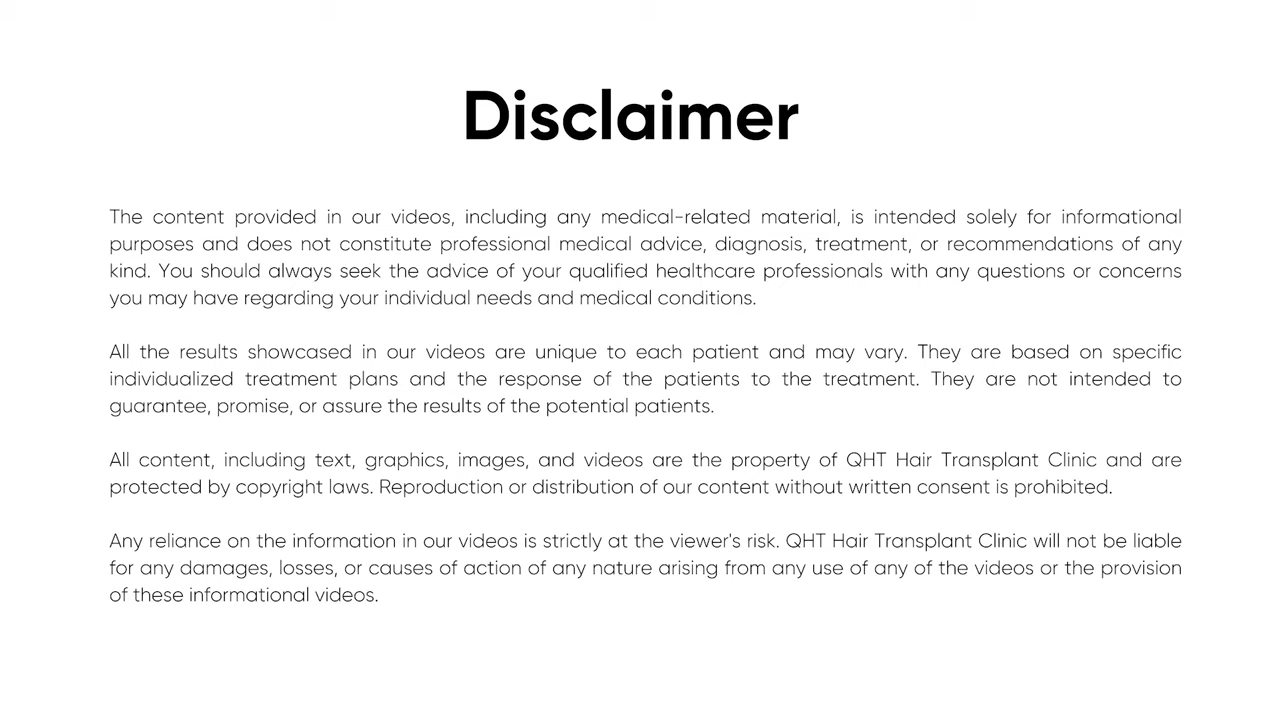 Disclaimer
The content provided in our videos, including any medical-related material, is intended solely for informational
purposes and does not constitute professional medical advice, diagnosis, treatment, or recommendations of any
kind. You should always seek the advice of your qualified healthcare professionals with any questions or concerns
you may have regarding your individual needs and medical conditions.
All the results showcased in our videos are unique to each patient and may vary. They are based on specific
individualized treatment plans and the response of the patients to the treatment. They are not intended to
guarantee, promise, or assure the results of the potential patients.
All content, including text, graphics, images, and videos are the property of QHT Hair Transplant Clinic and are
protected by copyright laws. Reproduction or distribution of our content without written consent is prohibited.
Any reliance on the information in our videos is strictly at the viewer's risk. QHT Hair Transplant Clinic will not be liable
for any damages, losses, or causes of action of any nature arising from any use of any of the videos or the provision
of these informational videos.